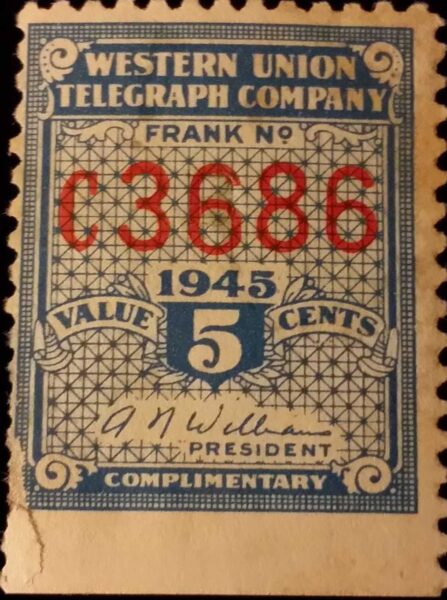 WESTERN UNION
TELEGRAPH COMPANY
FRANK Nº
C3686
1945
VALUE 5 CENTS
A N Williams
PRESIDENT
COMPLIMENTARY